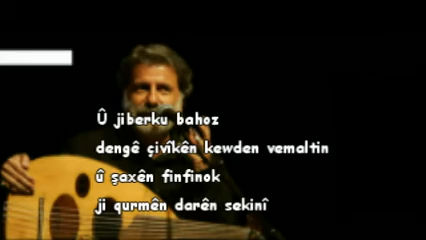 Û jiberku bahoz
dengê çivîkên kewden vemaltin
û şaxên finfinok
ji qurmên darên sekinî